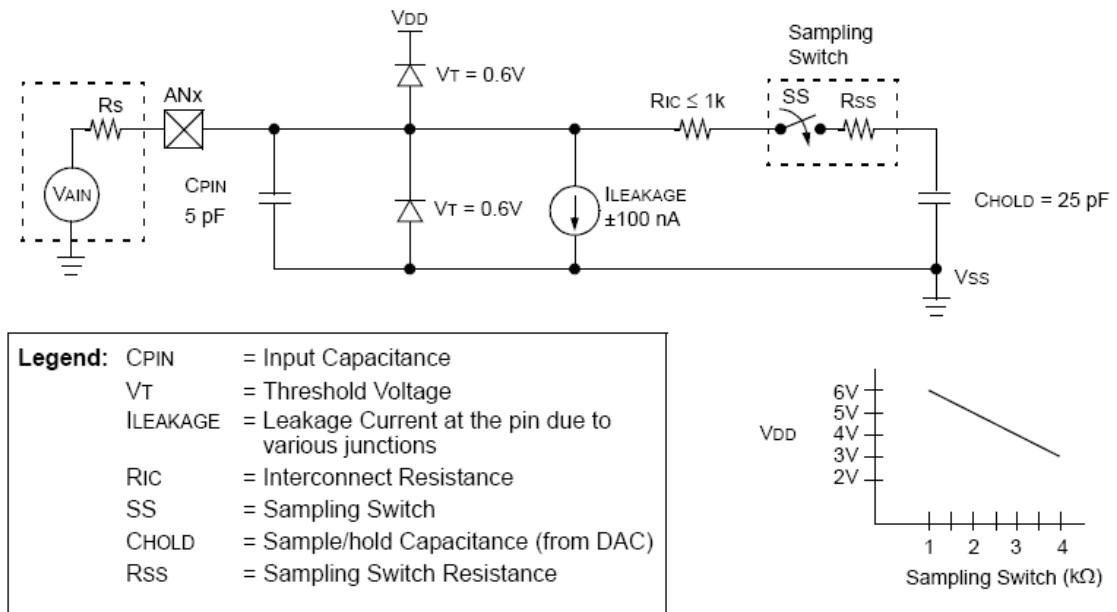 VDD
Sampling
Switch
VT = 0.6V
ANx
RIC ≤ 1k
SS
RSS
Rs
VAIN
CPIN
5 pF
VT = 0.6V
ILEAKAGE
±100 nA
CHOLD = 25 pF
VSS
Legend: CPIN = Input Capacitance
VT = Threshold Voltage
ILEAKAGE = Leakage Current at the pin due to
various junctions
RIC = Interconnect Resistance
SS = Sampling Switch
CHOLD = Sample/hold Capacitance (from DAC)
RSS = Sampling Switch Resistance
6V
5V
VDD 4V
3V
2V
1 2 3 4
Sampling Switch (kΩ)